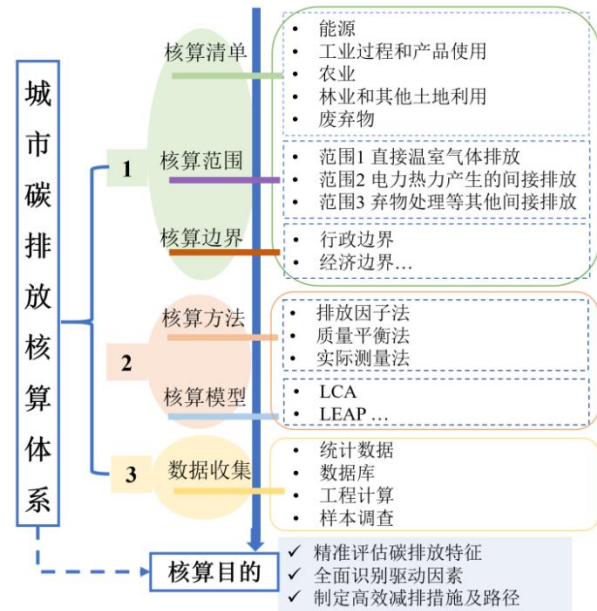 城市碳排放核算体系
1
核算清单
• 能源
• 工业过程和产品使用
• 农业
• 林业和其他土地利用
• 废弃物
核算范围
• 范围1 直接温室气体排放
• 范围2 电力热力产生的间接排放
• 范围3 弃物处理等其他间接排放
核算边界
• 行政边界
• 经济边界…
2
核算方法
• 排放因子法
• 质量平衡法
• 实际测量法
核算模型
• LCA
• LEAP …
3
数据收集
• 统计数据
• 数据库
• 工程计算
• 样本调查
核算目的
✓ 精准评估碳排放特征
✓ 全面识别驱动因素
✓ 制定高效减排措施及路径